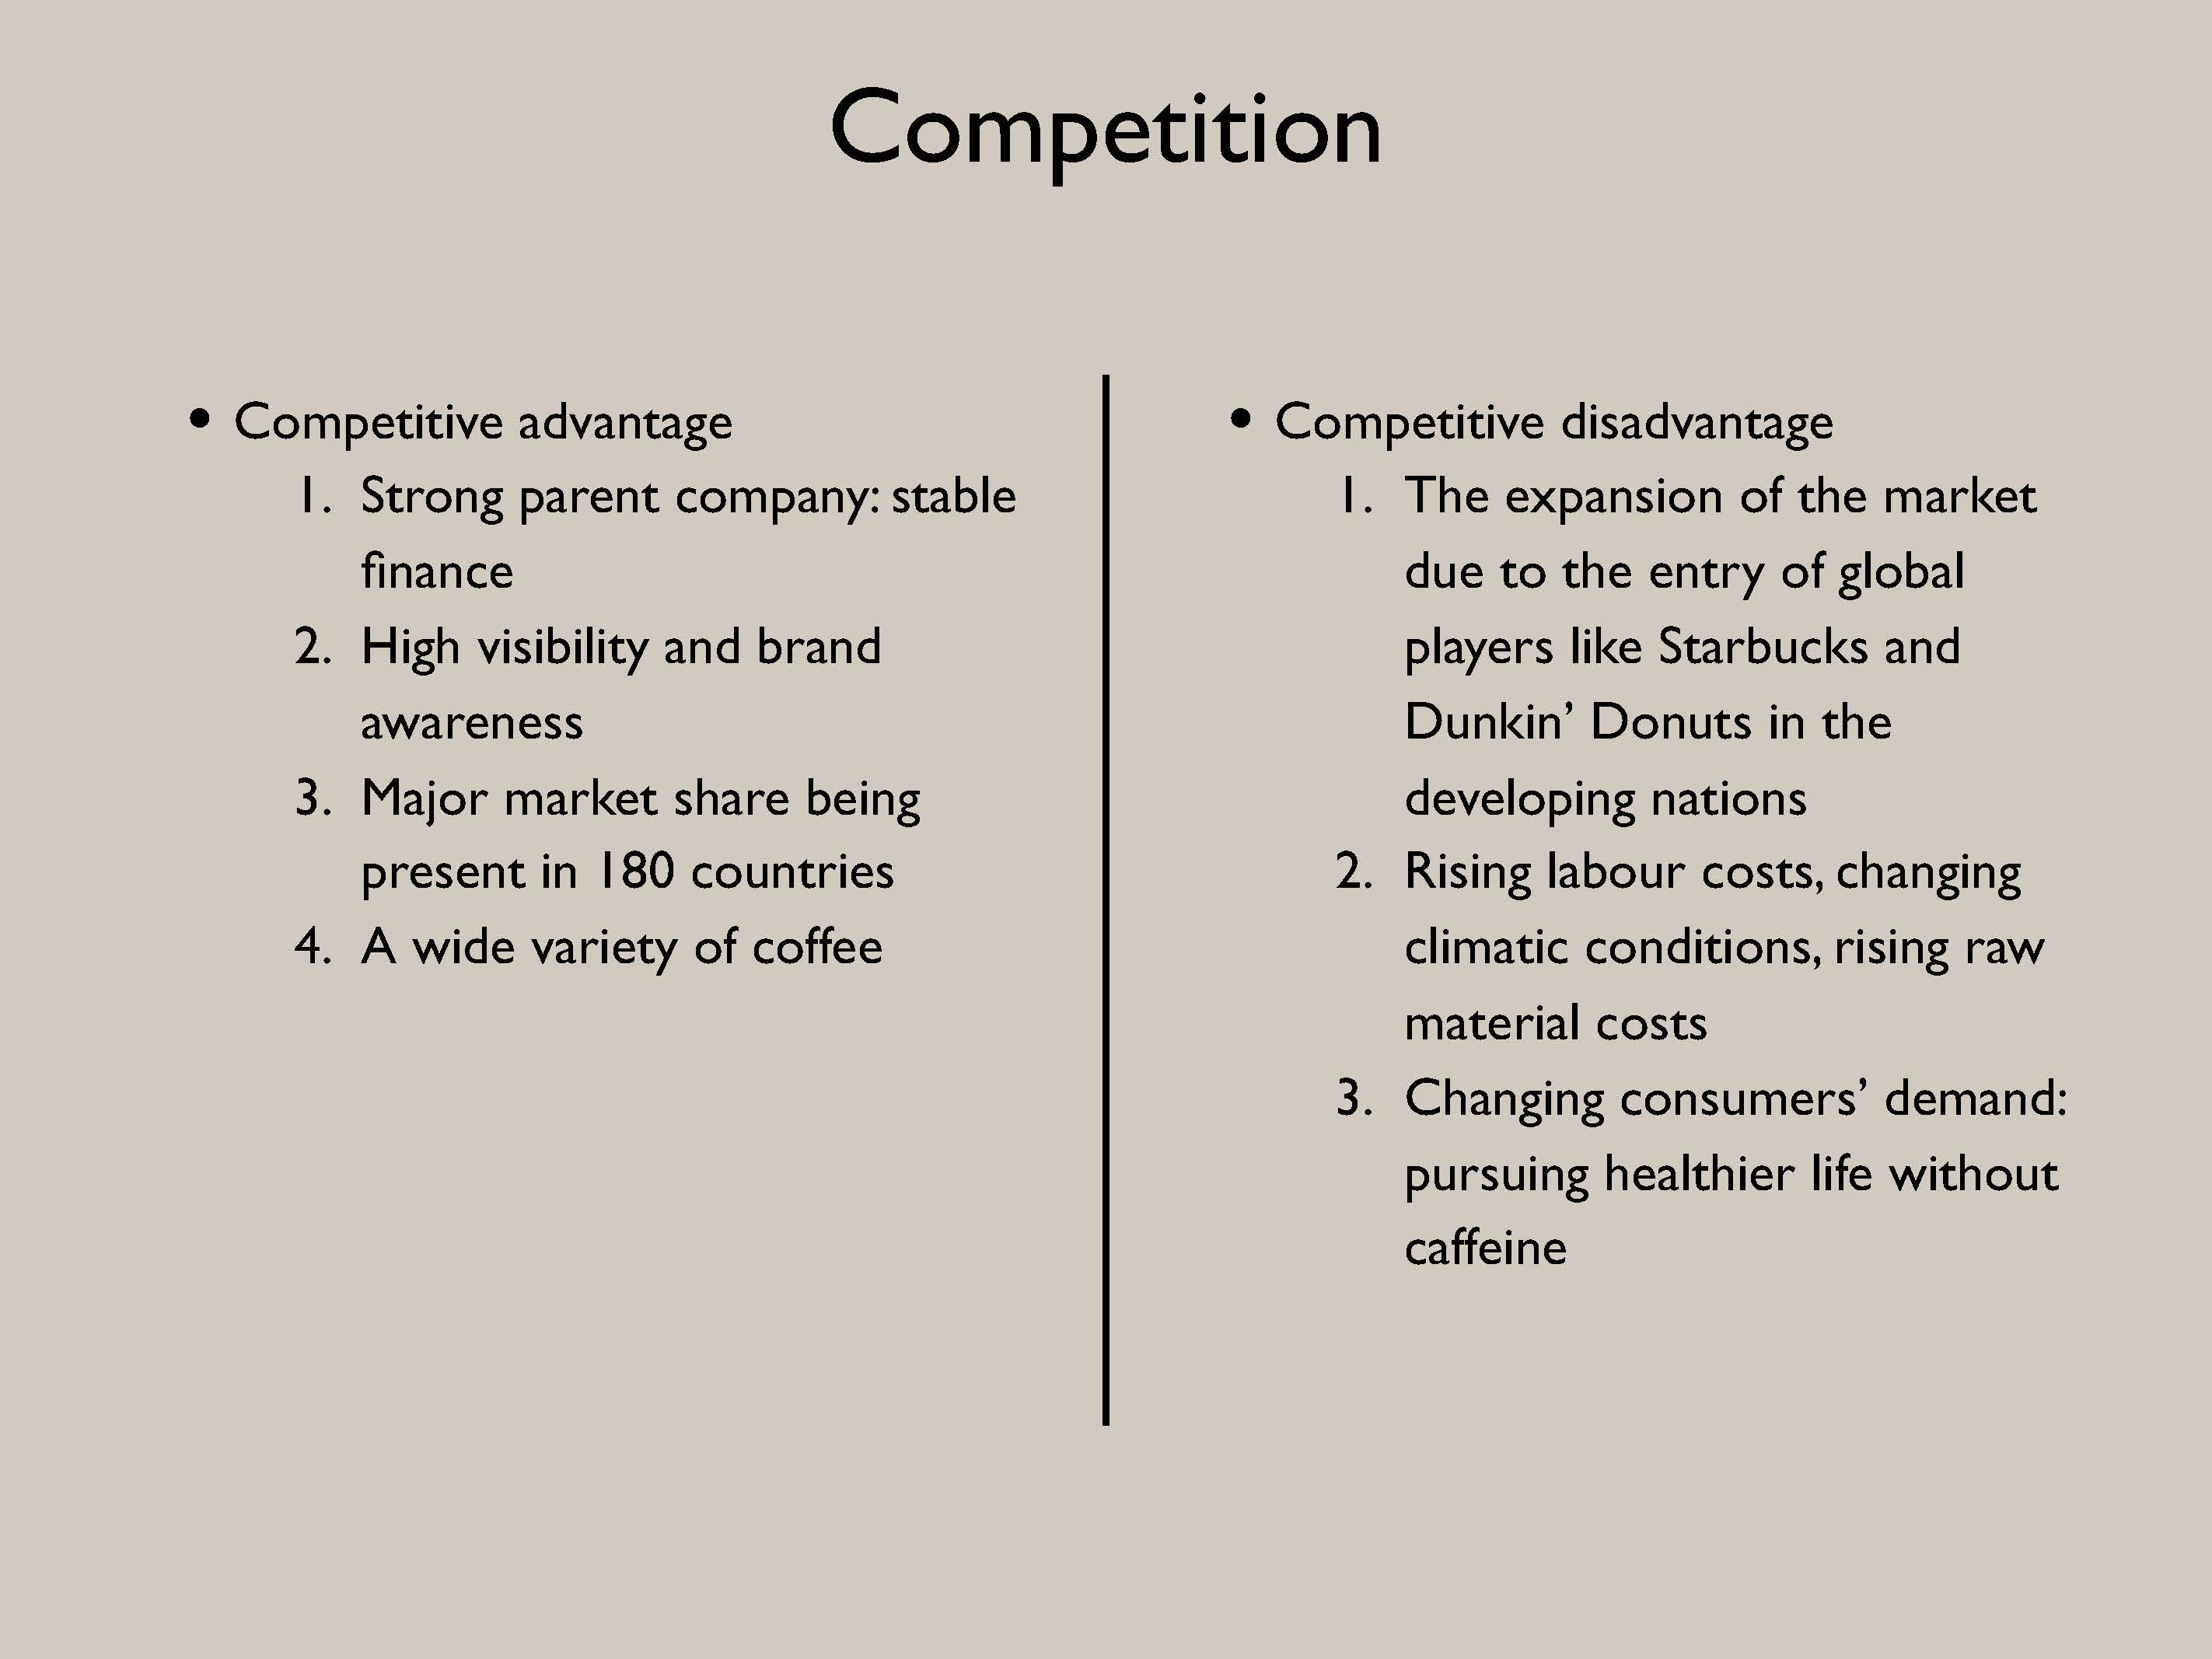 Competition
• Competitive advantage
1. Strong parent company: stable
finance
2. High visibility and brand
awareness
3. Major market share being
present in 180 countries
4. A wide variety of coffee
• Competitive disadvantage
1. The expansion of the market
due to the entry of global
players like Starbucks and
Dunkin’ Donuts in the
developing nations
2. Rising labour costs, changing
climatic conditions, rising raw
material costs
3. Changing consumers’ demand:
pursuing healthier life without
caffeine